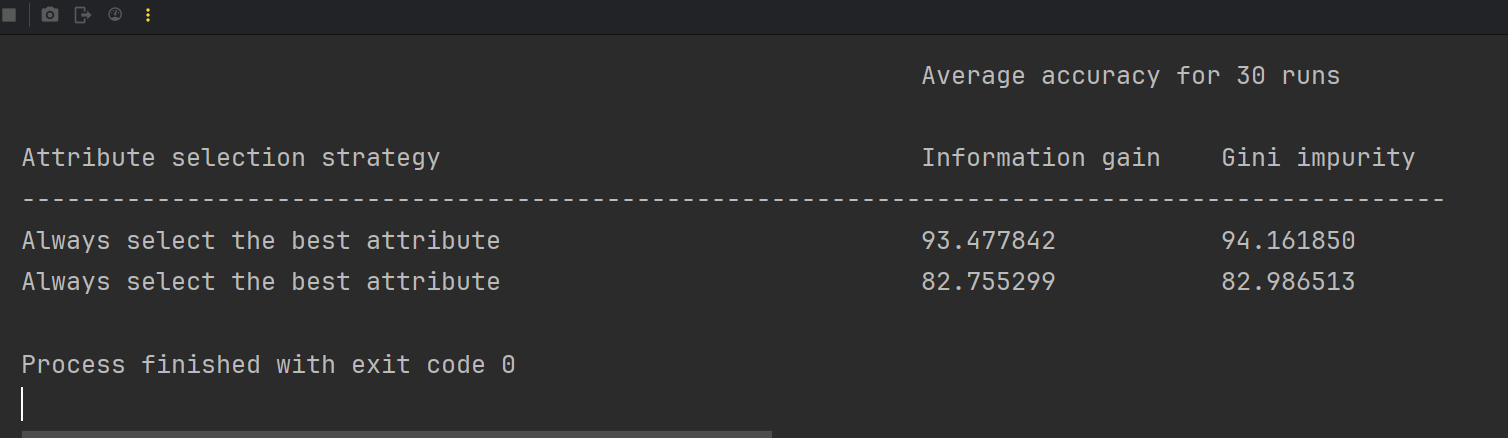 Average accuracy for 30 runs
Attribute selection strategy Information gain Gini impurity
-----------------------------------------------------------------------------------------------
Always select the best attribute 93.477842 94.161850
Always select the best attribute 82.755299 82.986513
Process finished with exit code 0